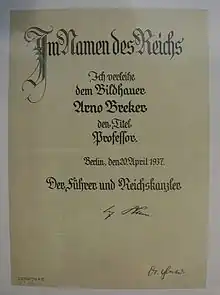 Im Namen des Reichs
Ich verleihe
dem Bildhauer
Arno Breker
den Titel
Professor.
Berlin, den 20. April 1937.
Der Führer und Reichskanzler